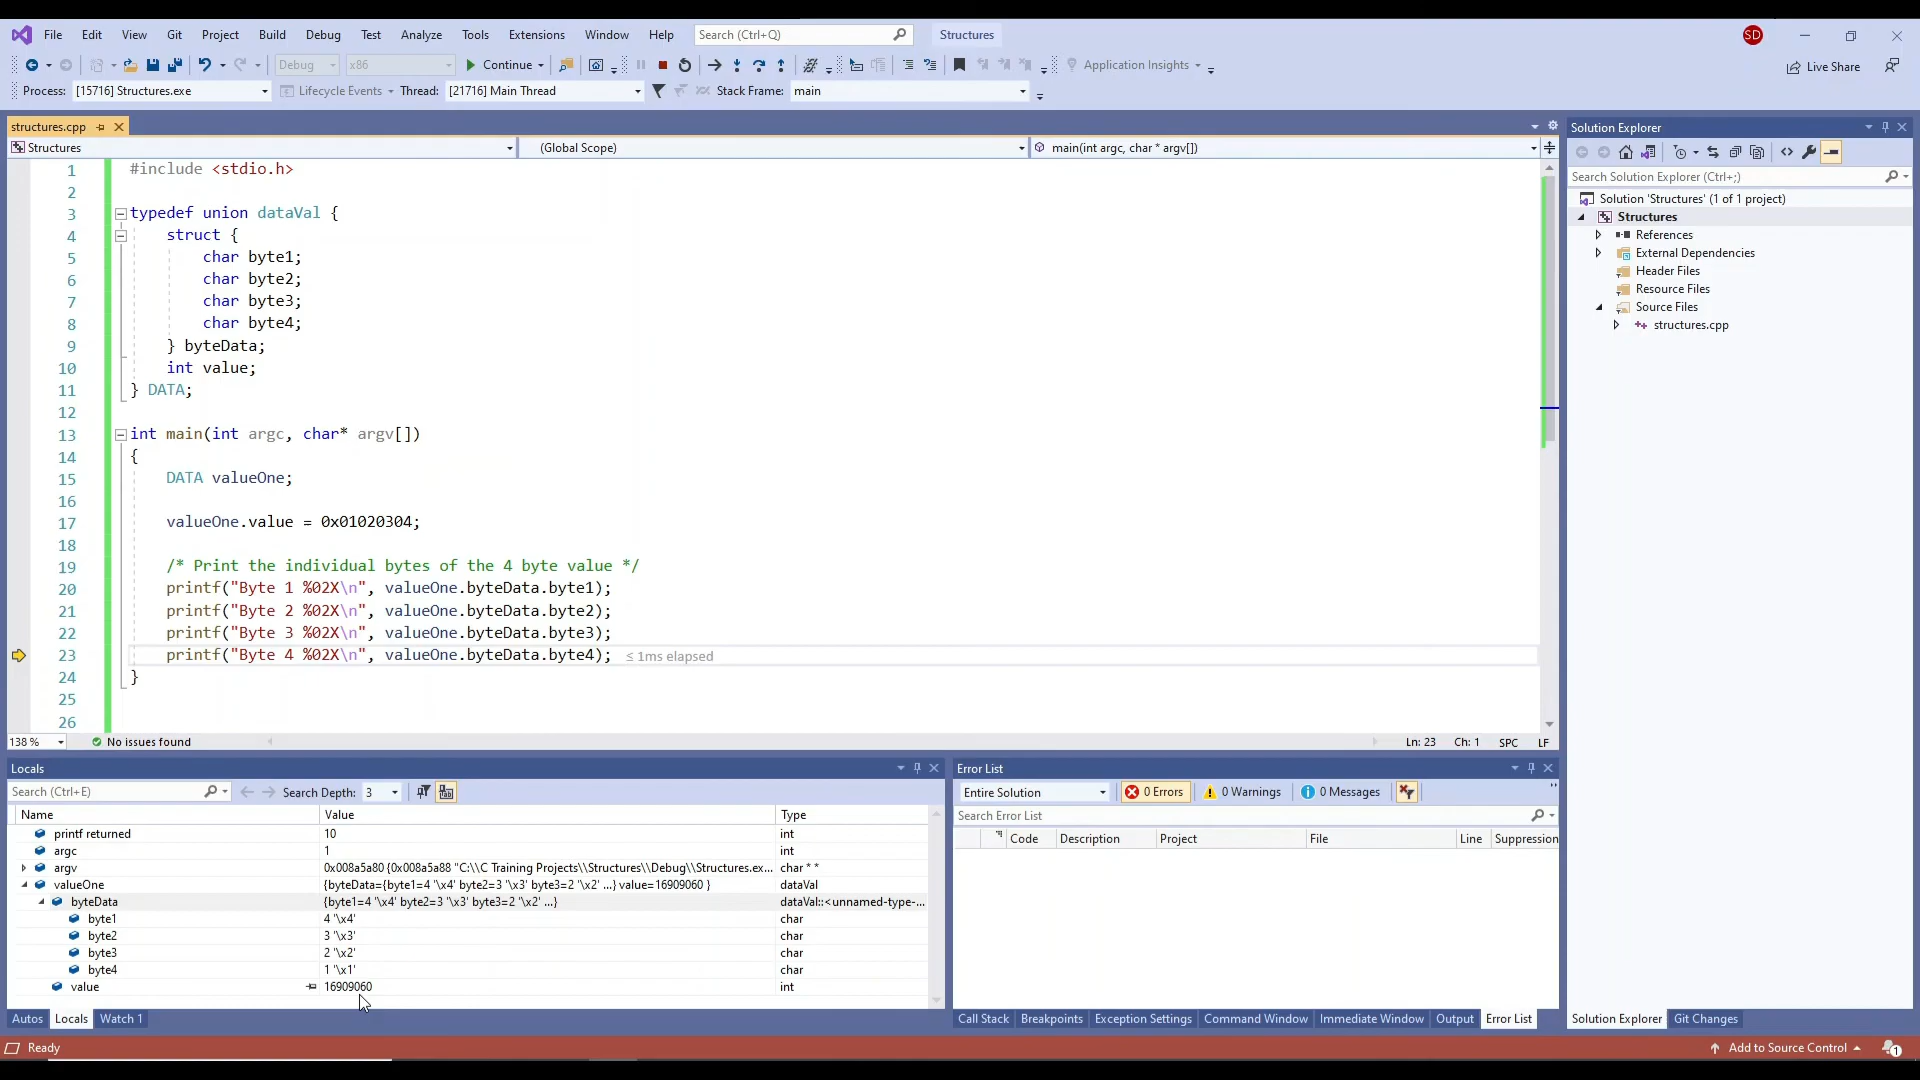 File Edit View Git Project Build Debug Test Analyze Tools Extensions Window Help Search (Ctrl+Q) Structures SD
Debug x86 Continue Application Insights Live Share
Process: [15716] Structures.exe Lifecycle Events Thread: [21716] Main Thread Stack Frame: main
structures.cpp
Structures (Global Scope) main(int argc, char * argv[])
1 #include <stdio.h>
2
3 typedef union dataVal {
4 struct {
5 char byte1;
6 char byte2;
7 char byte3;
8 char byte4;
9 } byteData;
10 int value;
11 } DATA;
12
13 int main(int argc, char* argv[])
14 {
15 DATA valueOne;
16
17 valueOne.value = 0x01020304;
18
19 /* Print the individual bytes of the 4 byte value */
20 printf("Byte 1 %02X\n", valueOne.byteData.byte1);
21 printf("Byte 2 %02X\n", valueOne.byteData.byte2);
22 printf("Byte 3 %02X\n", valueOne.byteData.byte3);
23 printf("Byte 4 %02X\n", valueOne.byteData.byte4); ≤ 1ms elapsed
24 }
25
26
138 % No issues found Ln: 23 Ch: 1 SPC LF
Solution Explorer
Search Solution Explorer (Ctrl+;)
Solution 'Structures' (1 of 1 project)
Structures
References
External Dependencies
Header Files
Resource Files
Source Files
structures.cpp
Locals
Search (Ctrl+E) Search Depth: 3
Name Value Type
printf returned 10 int
argc 1 int
argv 0x008a5a80 {0x008a5a88 "C:\\C Training Projects\\Structures\\Debug\\Structures.ex... char * *
valueOne {byteData={byte1=4 '\x4' byte2=3 '\x3' byte3=2 '\x2' ...} value=16909060 } dataVal
byteData {byte1=4 '\x4' byte2=3 '\x3' byte3=2 '\x2' ...} dataVal::<unnamed-type-...
byte1 4 '\x4' char
byte2 3 '\x3' char
byte3 2 '\x2' char
byte4 1 '\x1' char
value 16909060 int
Autos Locals Watch 1
Error List
Entire Solution 0 Errors 0 Warnings 0 Messages
Search Error List
Code Description Project File Line Suppression
Call Stack Breakpoints Exception Settings Command Window Immediate Window Output Error List
Solution Explorer Git Changes
Ready Add to Source Control 1